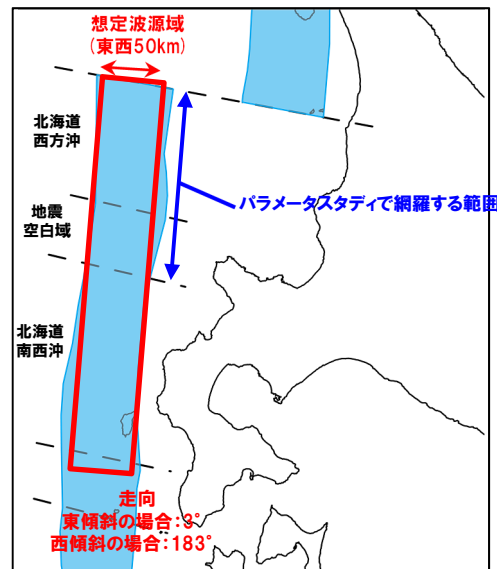 想定波源域
(東西50km)
北海道
西方沖
パラメータスタディで網羅する範囲
地震
空白域
北海道
南西沖
走向
東傾斜の場合:3°
西傾斜の場合:183°